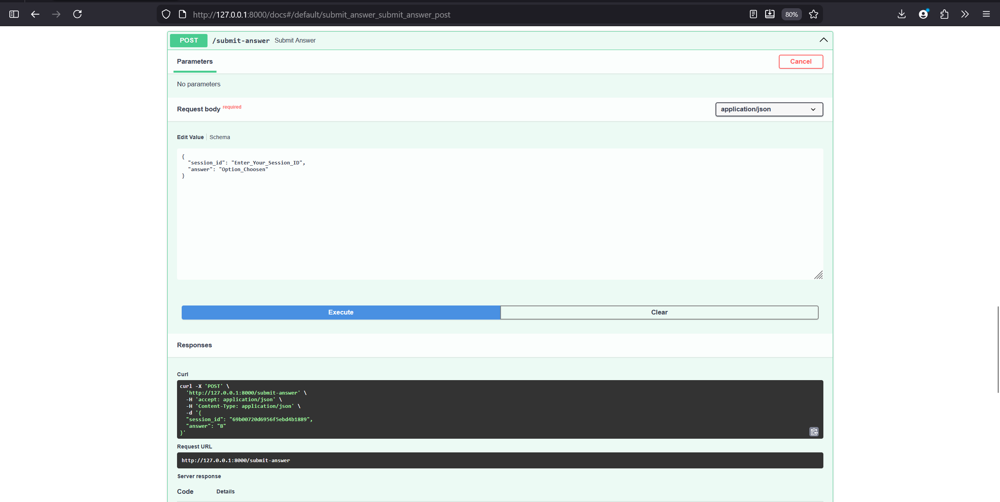 http://127.0.0.1:8000/docs#/default/submit_answer_submit_answer_post
80%
POST /submit-answer Submit Answer
Parameters
Cancel
No parameters
Request body required
application/json
Edit Value
Schema
{
  "session_id": "Enter_Your_Session_ID",
  "answer": "Option_Choosen"
}
Execute
Clear
Responses
Curl
curl -X 'POST' \
  'http://127.0.0.1:8000/submit-answer' \
  -H 'accept: application/json' \
  -H 'Content-Type: application/json' \
  -d '{
  "session_id": "69b00720d6956f5ebd4b1889",
  "answer": "B"
}'
Request URL
http://127.0.0.1:8000/submit-answer
Server response
Code
Details